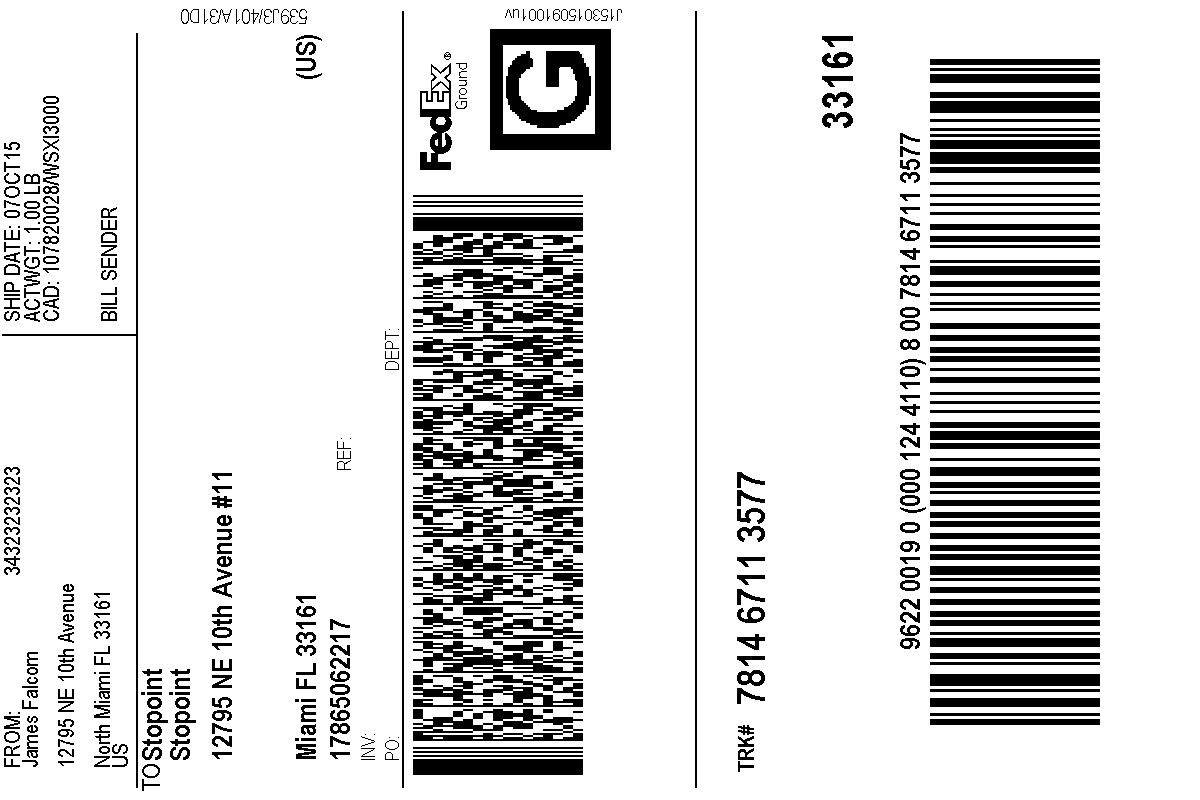 FROM: 34323232323
James Falcom
12795 NE 10th Avenue
North Miami FL 33161
US
SHIP DATE: 07OCT15
ACTWGT: 1.00 LB
CAD: 107820028/WSXI3000
BILL SENDER
TO Stopoint
Stopoint
12795 NE 10th Avenue #11
Miami FL 33161 (US)
17865062217
REF:
INV:
PO: DEPT:
539J3/401A/31D0
J153015091001uv
FedEx®
Ground
G
TRK# 7814 6711 3577
33161
9622 0019 0 (000 124 4110) 8 00 7814 6711 3577